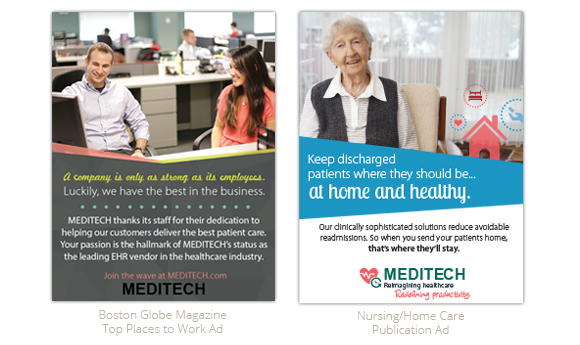 A company is only as strong as its employees.
Luckily, we have the best in the business.
MEDITECH thanks its staff for their dedication to
helping our customers deliver the best patient care.
Your passion is the hallmark of MEDITECH's status as
the leading EHR vendor in the healthcare industry.
Join the wave at MEDITECH.com
MEDITECH
Boston Globe Magazine
Top Places to Work Ad
Keep discharged
patients where they should be...
at home and healthy.
Our clinically sophisticated solutions reduce avoidable
readmissions. So when you send your patients home,
that's where they'll stay.
MEDITECH
Reimagining healthcare
Redefining productivity.
Nursing/Home Care
Publication Ad